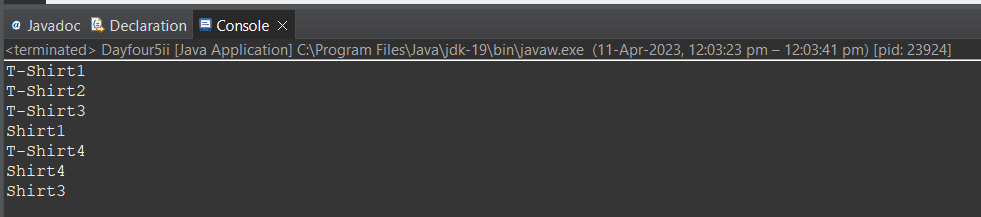 @ Javadoc Declaration Console
<terminated> Dayfour5ii [Java Application] C:\Program Files\Java\jdk-19\bin\javaw.exe (11-Apr-2023, 12:03:23 pm – 12:03:41 pm) [pid: 23924]
T-Shirt1
T-Shirt2
T-Shirt3
Shirt1
T-Shirt4
Shirt4
Shirt3